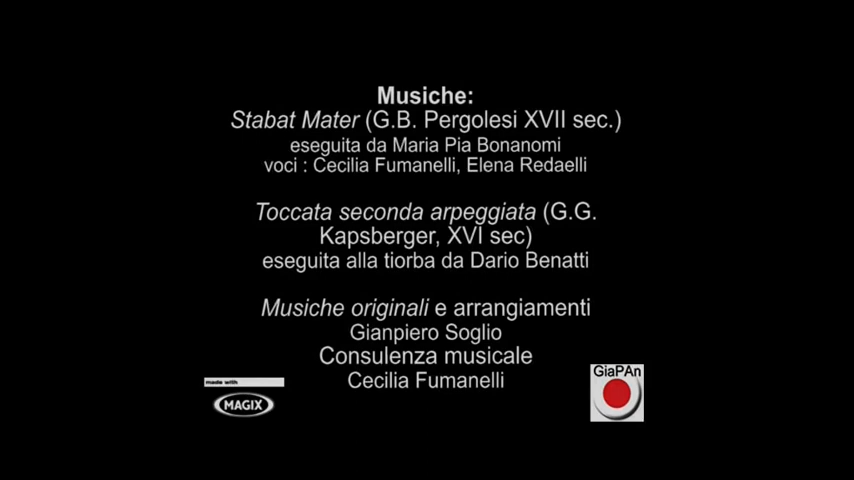 Musiche:
Stabat Mater (G.B. Pergolesi XVII sec.)
eseguita da Maria Pia Bonanomi
voci : Cecilia Fumanelli, Elena Redaelli
Toccata seconda arpeggiata (G.G.
Kapsberger, XVI sec)
eseguita alla tiorba da Dario Benatti
Musiche originali e arrangiamenti
Gianpiero Soglio
Consulenza musicale
Cecilia Fumanelli
made with
MAGIX
GiaPAn